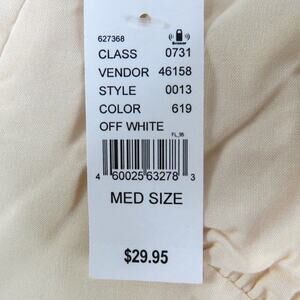 627368
CLASS 0731
VENDOR 46158
STYLE 0013
COLOR 619
OFF WHITE
FL_95
4 60025 63278 3
MED SIZE
$29.95